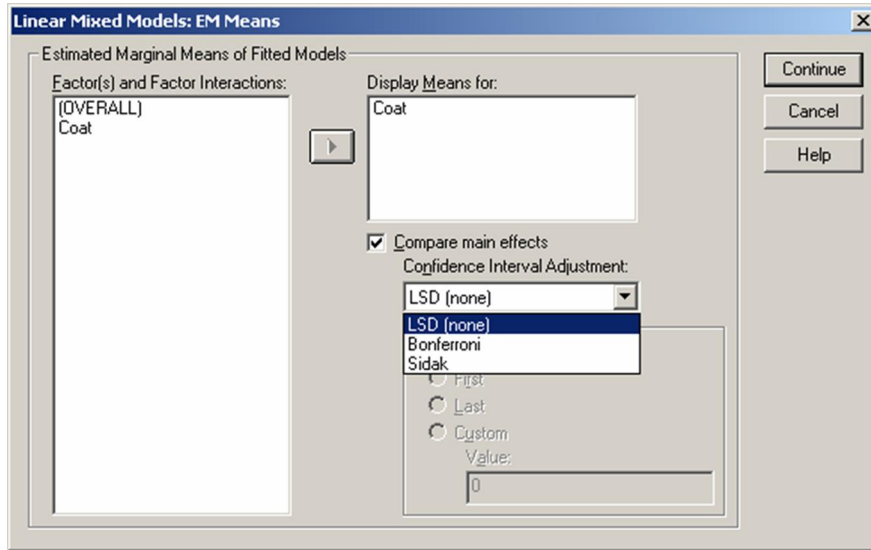 Linear Mixed Models: EM Means
Estimated Marginal Means of Fitted Models
Factor(s) and Factor Interactions:
(OVERALL)
Coat
Display Means for:
Coat
Compare main effects
Confidence Interval Adjustment:
LSD (none)
LSD (none)
Bonferroni
Sidak
First
Last
Custom
Value:
0
Continue
Cancel
Help